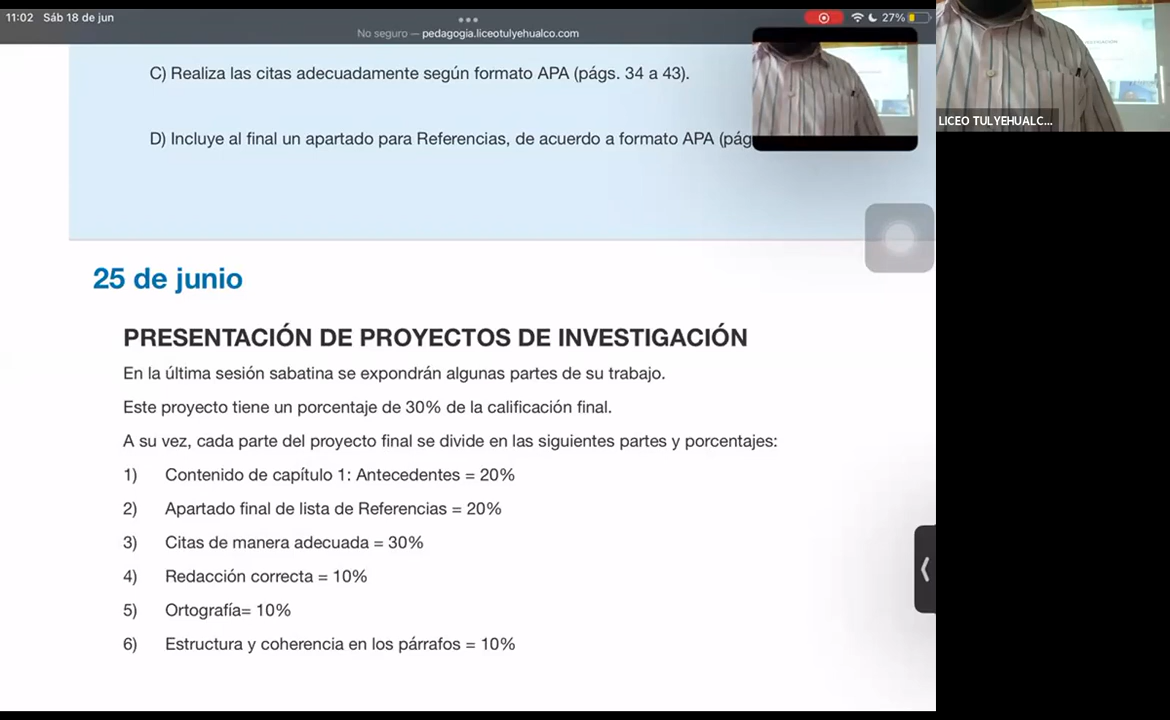 11:02 Sáb 18 de jun
27%
No seguro — pedagogia.liceotulyehualco.com
C) Realiza las citas adecuadamente según formato APA (págs. 34 a 43).
D) Incluye al final un apartado para Referencias, de acuerdo a formato APA (pág
LICEO TULYEHUALC...
25 de junio
PRESENTACIÓN DE PROYECTOS DE INVESTIGACIÓN
En la última sesión sabatina se expondrán algunas partes de su trabajo.
Este proyecto tiene un porcentaje de 30% de la calificación final.
A su vez, cada parte del proyecto final se divide en las siguientes partes y porcentajes:
1) Contenido de capítulo 1: Antecedentes = 20%
2) Apartado final de lista de Referencias = 20%
3) Citas de manera adecuada = 30%
4) Redacción correcta = 10%
5) Ortografía= 10%
6) Estructura y coherencia en los párrafos = 10%